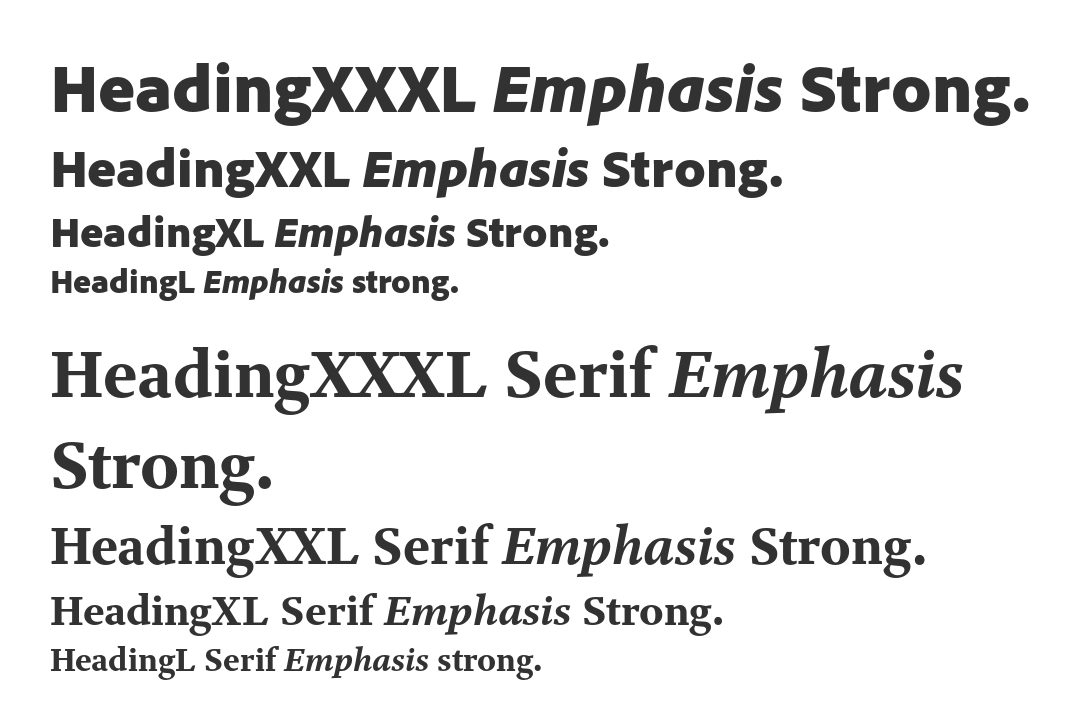 HeadingXXXL Emphasis Strong.
HeadingXXL Emphasis Strong.
HeadingXL Emphasis Strong.
HeadingL Emphasis strong.
HeadingXXXL Serif Emphasis
Strong.
HeadingXXL Serif Emphasis Strong.
HeadingXL Serif Emphasis Strong.
HeadingL Serif Emphasis strong.